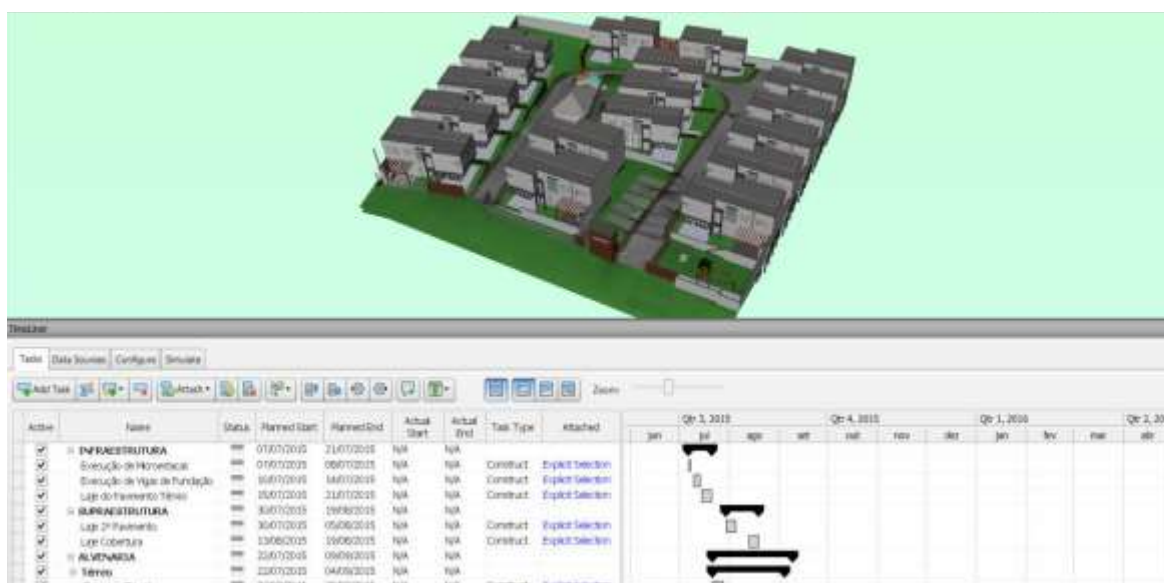 TimeLiner
Tasks Data Sources Configure Simulate
Add Task Attach Zoom:
Active Name Status Planned Start Planned End Actual Start Actual End Task Type Attached
Qtr 3, 2015 Qtr 4, 2015 Qtr 1, 2016 Qtr 2, 20
jun jul ago set out nov dez jan fev mar abr
INFRAESTRUTURA 07/07/2015 21/07/2015 N/A N/A
Execução de Microestacas 07/07/2015 08/07/2015 N/A N/A Construct Explicit Selection
Execução de Vigas de Fundação 10/07/2015 14/07/2015 N/A N/A Construct Explicit Selection
Laje do Pavimento Térreo 15/07/2015 21/07/2015 N/A N/A Construct Explicit Selection
SUPRAESTRUTURA 30/07/2015 19/08/2015 N/A N/A
Laje 2º Pavimento 30/07/2015 05/08/2015 N/A N/A Construct Explicit Selection
Laje Cobertura 13/08/2015 19/08/2015 N/A N/A Construct Explicit Selection
ALVENARIA 22/07/2015 09/09/2015 N/A N/A
Térreo 22/07/2015 04/09/2015 N/A N/A